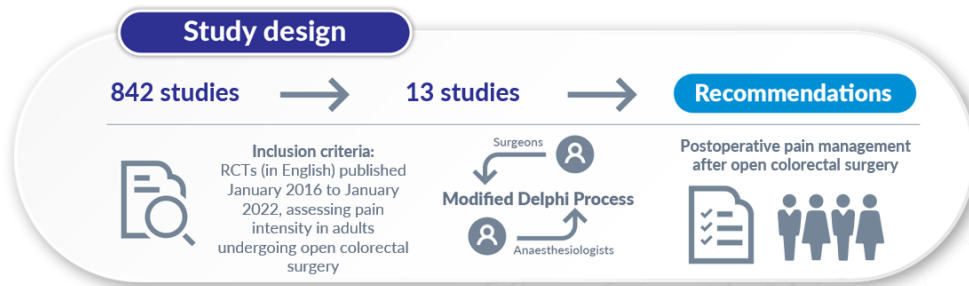 Study design
842 studies
13 studies
Recommendations
Inclusion criteria:
RCTs (in English) published
January 2016 to January
2022, assessing pain
intensity in adults
undergoing open colorectal
surgery
Surgeons
Modified Delphi Process
Anaesthesiologists
Postoperative pain management
after open colorectal surgery